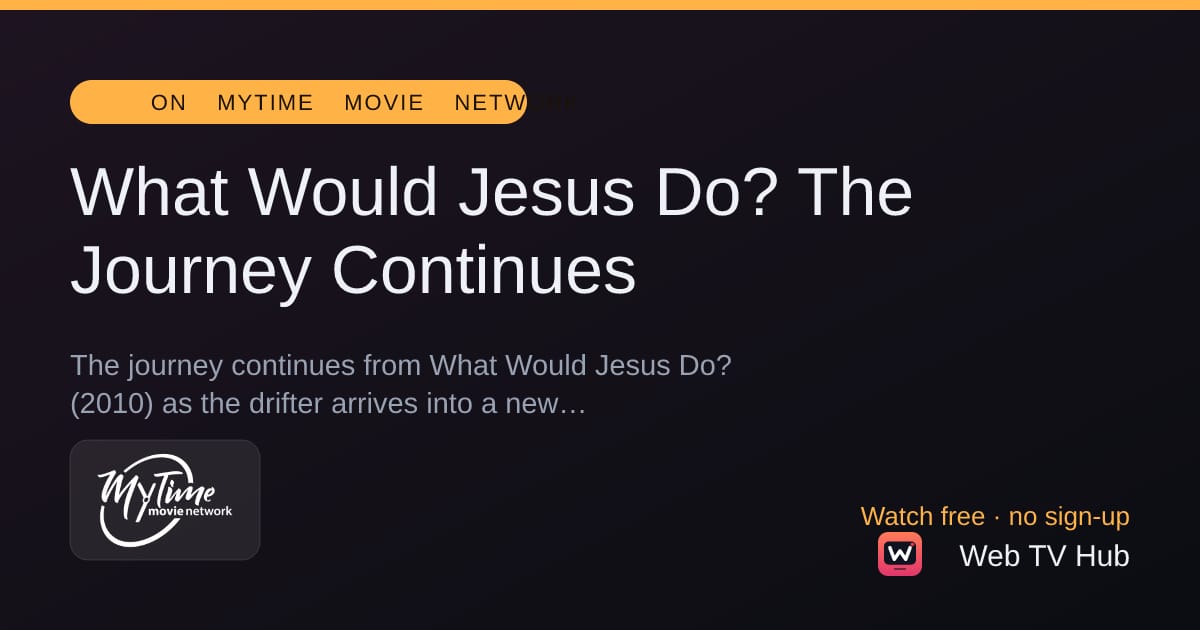 ON MYTIME MOVIE NETWORK
What Would Jesus Do? The
Journey Continues
The journey continues from What Would Jesus Do?
(2010) as the drifter arrives into a new…
MyTime
movie network
Watch free · no sign-up
W
Web TV Hub